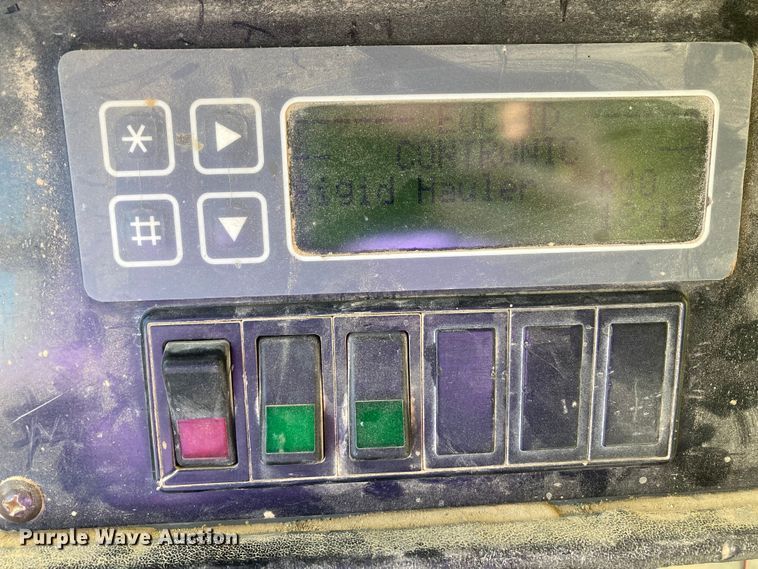 *
#
CONTRONIC
Rigid Hauler
Purple Wave Auction